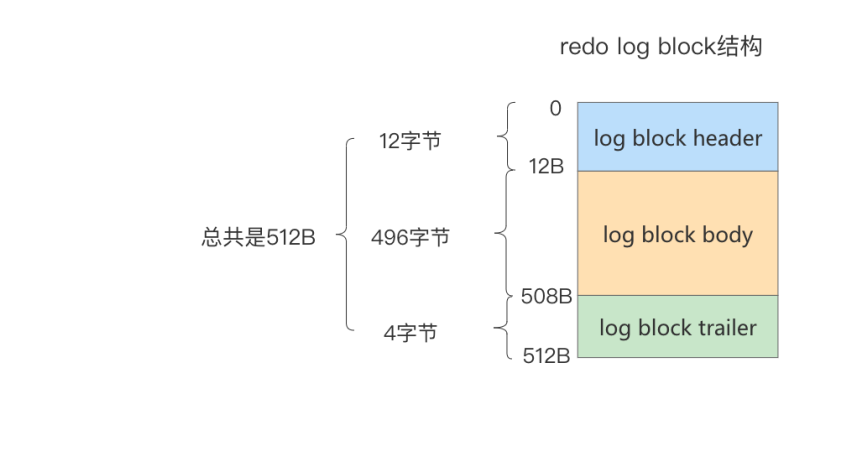 redo log block结构
0
log block header
12字节
12B
总共是512B
496字节
log block body
508B
log block trailer
4字节
512B